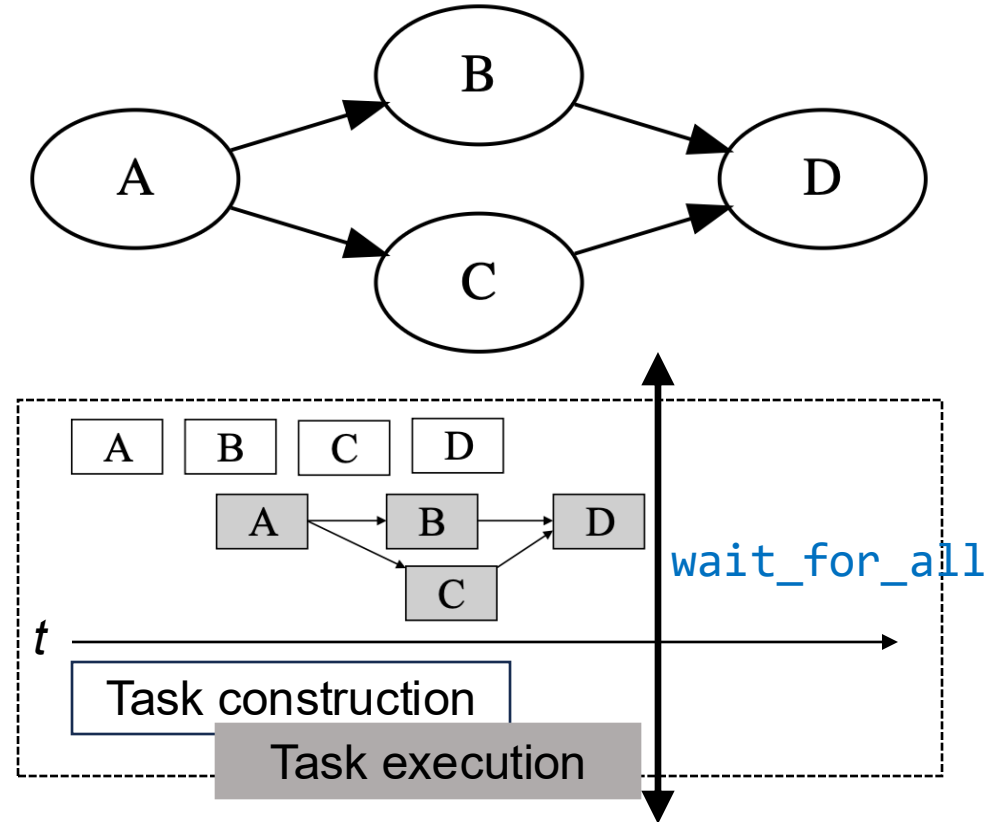 B
A
D
C
A B C D
A B D
wait_for_all
C
t
Task construction
Task execution